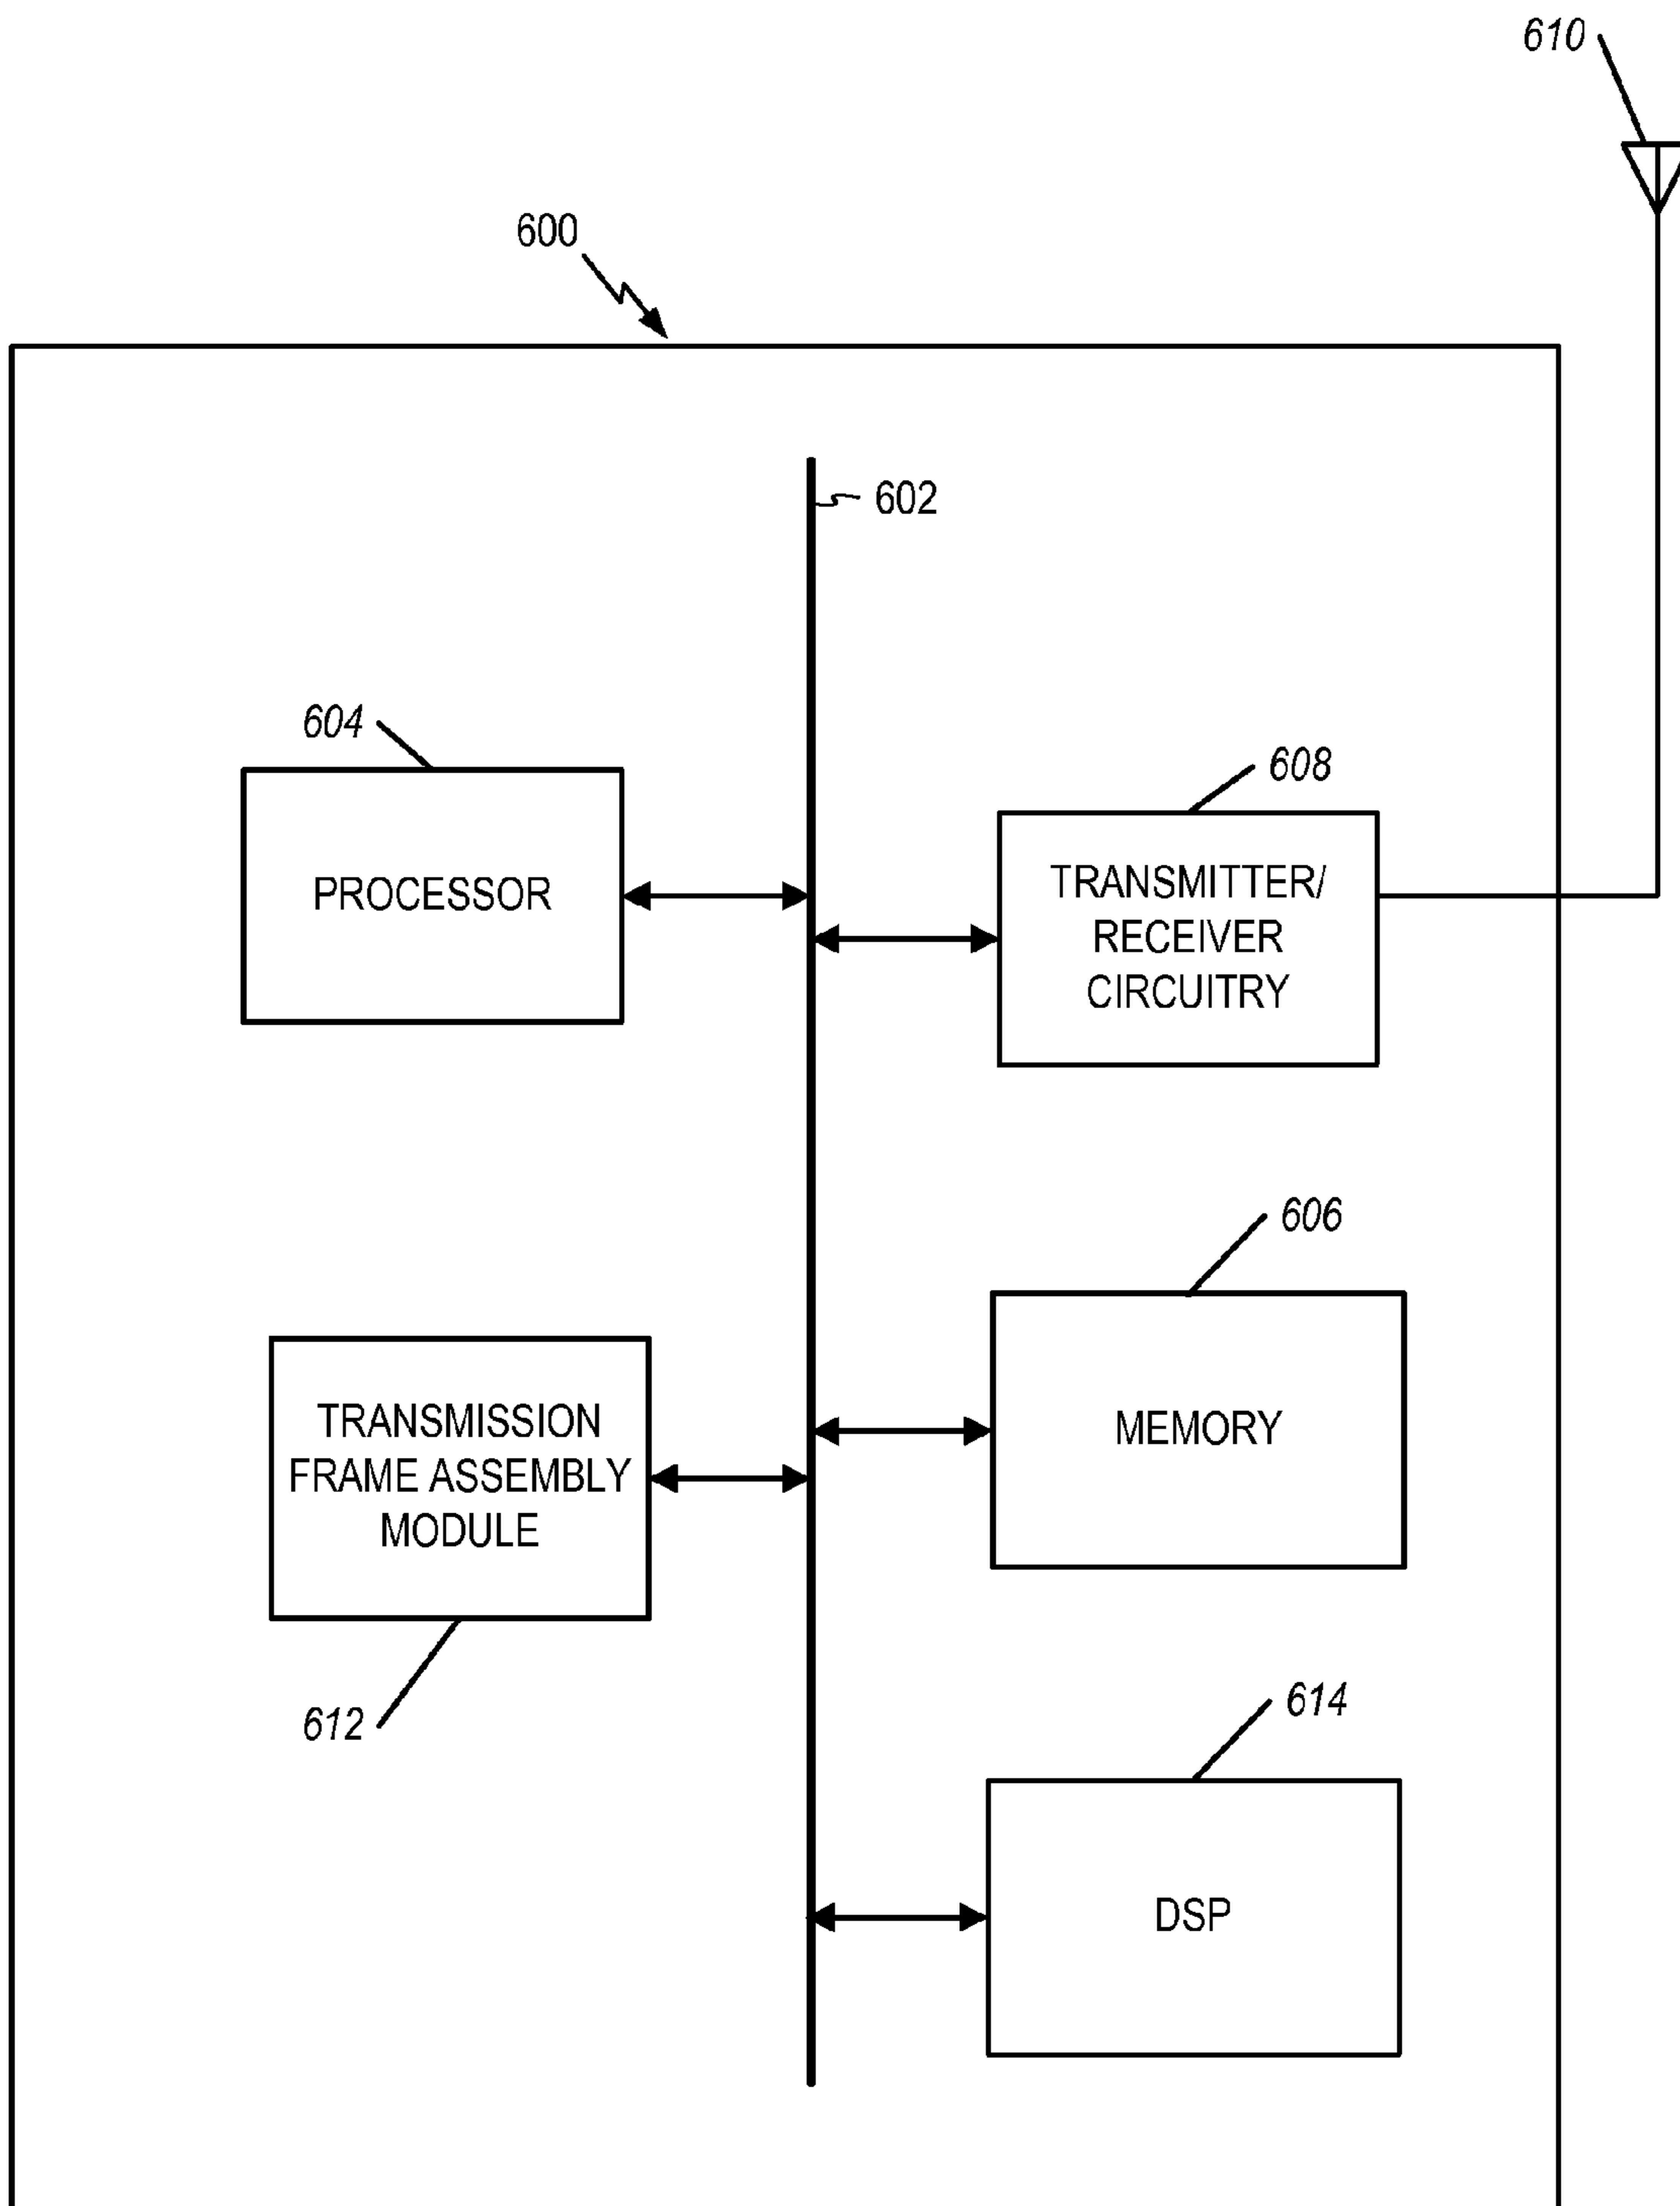 610
600
602
604
608
PROCESSOR
TRANSMITTER/
RECEIVER
CIRCUITRY
606
TRANSMISSION
FRAME ASSEMBLY
MODULE
MEMORY
612
614
DSP